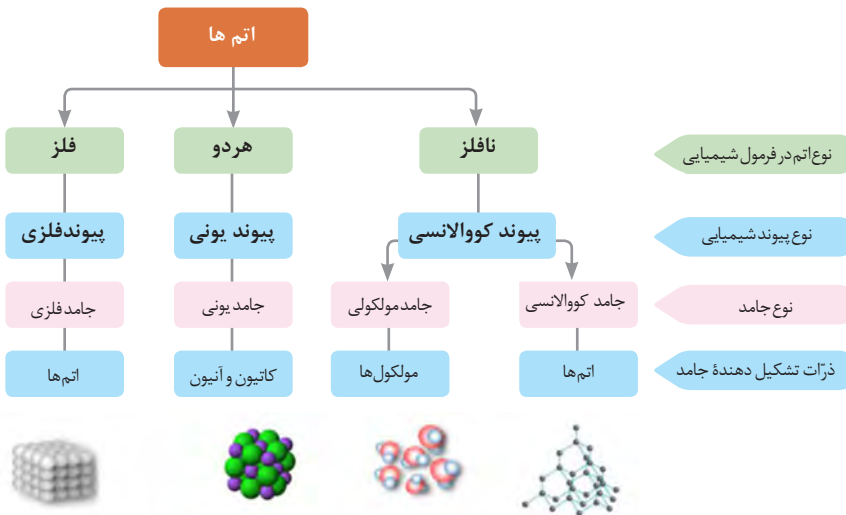 اتم ها
نوع اتم در فرمول شیمیایی
نافلز
هردو
فلز
نوع پیوند شیمیایی
پیوند کووالانسی
پیوند یونی
پیوند فلزی
نوع جامد
جامد کووالانسی
جامد مولکولی
جامد یونی
جامد فلزی
ذرّات تشکیل دهندهٔ جامد
اتم‌ها
مولکول‌ها
کاتیون و آنیون
اتم‌ها